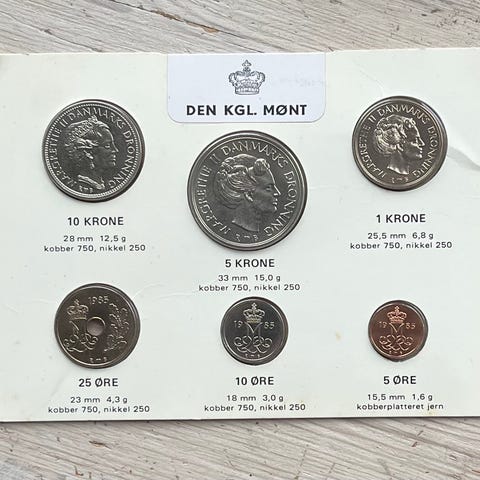 DEN KGL. MØNT
MARGRETHE II DANMARKS DRONNING
R B
10 KRONE
28 mm 12,5 g
kobber 750, nikkel 250
MARGRETHE II DANMARKS DRONNING
R B
5 KRONE
33 mm 15,0 g
kobber 750, nikkel 250
MARGRETHE II DANMARKS DRONNING
R B
1 KRONE
25,5 mm 6,8 g
kobber 750, nikkel 250
1985
R B
25 ØRE
23 mm 4,3 g
kobber 750, nikkel 250
19 85
10 ØRE
18 mm 3,0 g
kobber 750, nikkel 250
19 85
5 ØRE
15,5 mm 1,6 g
kobberplatteret jern